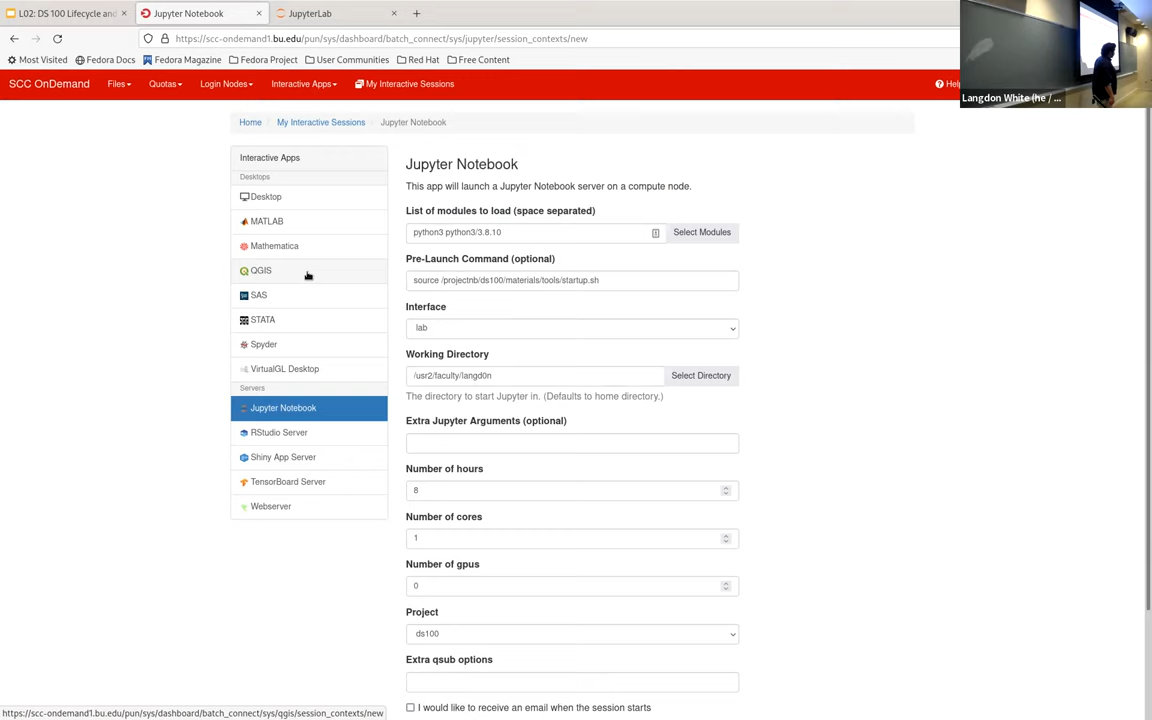 L02: DS 100 Lifecycle and
Jupyter Notebook
JupyterLab
https://scc-ondemand1.bu.edu/pun/sys/dashboard/batch_connect/sys/jupyter/session_contexts/new
Most Visited
Fedora Docs
Fedora Magazine
Fedora Project
User Communities
Red Hat
Free Content
SCC OnDemand
Files
Quotas
Login Nodes
Interactive Apps
My Interactive Sessions
Hel
Langdon White (he / ...
Home / My Interactive Sessions / Jupyter Notebook
Interactive Apps
Desktops
Desktop
MATLAB
Mathematica
QGIS
SAS
STATA
Spyder
VirtualGL Desktop
Servers
Jupyter Notebook
RStudio Server
Shiny App Server
TensorBoard Server
Webserver
Jupyter Notebook
This app will launch a Jupyter Notebook server on a compute node.
List of modules to load (space separated)
python3 python3/3.8.10
Select Modules
Pre-Launch Command (optional)
source /projectnb/ds100/materials/tools/startup.sh
Interface
lab
Working Directory
/usr2/faculty/langd0n
Select Directory
The directory to start Jupyter in. (Defaults to home directory.)
Extra Jupyter Arguments (optional)
Number of hours
8
Number of cores
1
Number of gpus
0
Project
ds100
Extra qsub options
I would like to receive an email when the session starts
https://scc-ondemand1.bu.edu/pun/sys/dashboard/batch_connect/sys/qgis/session_contexts/new